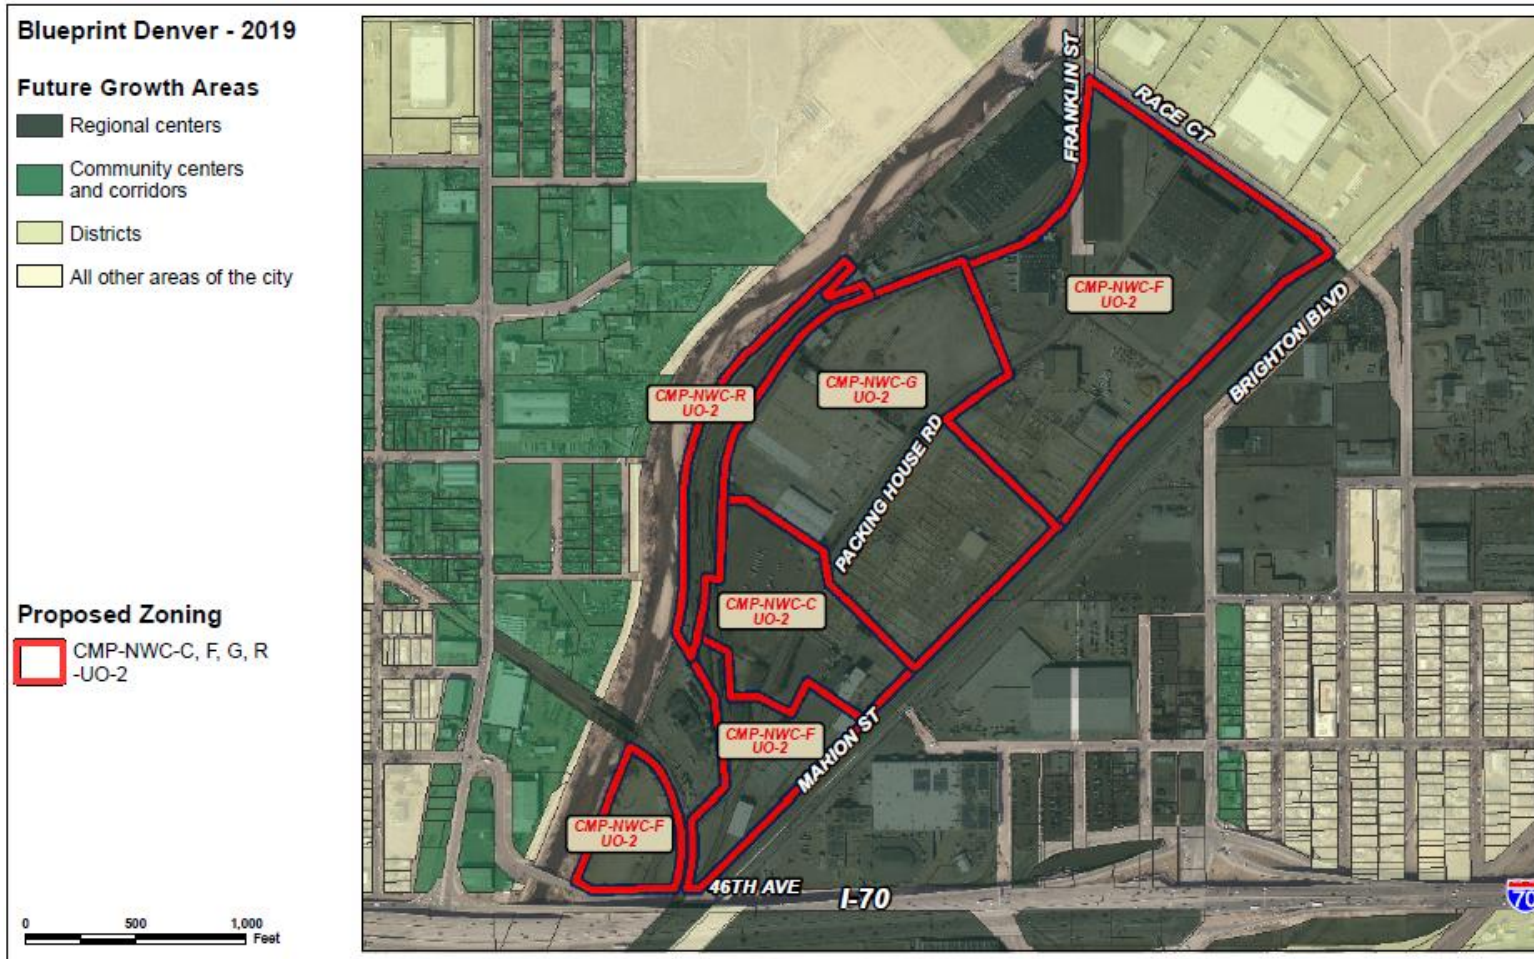 Blueprint Denver - 2019
Future Growth Areas
Regional centers
Community centers
and corridors
Districts
All other areas of the city
Proposed Zoning
CMP-NWC-C, F, G, R
-UO-2
0 500 1,000
Feet
FRANKLIN ST
RACE CT
CMP-NWC-F
UO-2
BRIGHTON BLVD
CMP-NWC-R
UO-2
CMP-NWC-G
UO-2
PACKING HOUSE RD
CMP-NWC-C
UO-2
CMP-NWC-F
UO-2
MARION ST
CMP-NWC-F
UO-2
46TH AVE
I-70
70